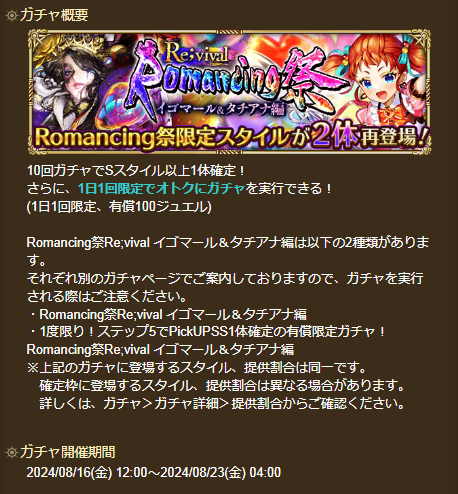 ガチャ概要
Re;vival
Romancing祭
イゴマール＆タチアナ編
Romancing祭限定スタイルが2体再登場！
10回ガチャでSスタイル以上1体確定！
さらに、1日1回限定でオトクにガチャを実行できる！
(1日1回限定、有償100ジュエル)
Romancing祭Re;vival イゴマール＆タチアナ編は以下の2種類がありま
す。
それぞれ別のガチャページでご案内しておりますので、ガチャを実行
される際はご注意ください。
・Romancing祭Re;vival イゴマール＆タチアナ編
・1度限り！ステップ5でPickUPSS1体確定の有償限定ガチャ！
Romancing祭Re;vival イゴマール＆タチアナ編
※上記のガチャに登場するスタイル、提供割合は同一です。
確定枠に登場するスタイル、提供割合は異なる場合があります。
詳しくは、ガチャ＞ガチャ詳細＞提供割合からご確認ください。
ガチャ開催期間
2024/08/16(金) 12:00～2024/08/23(金) 04:00